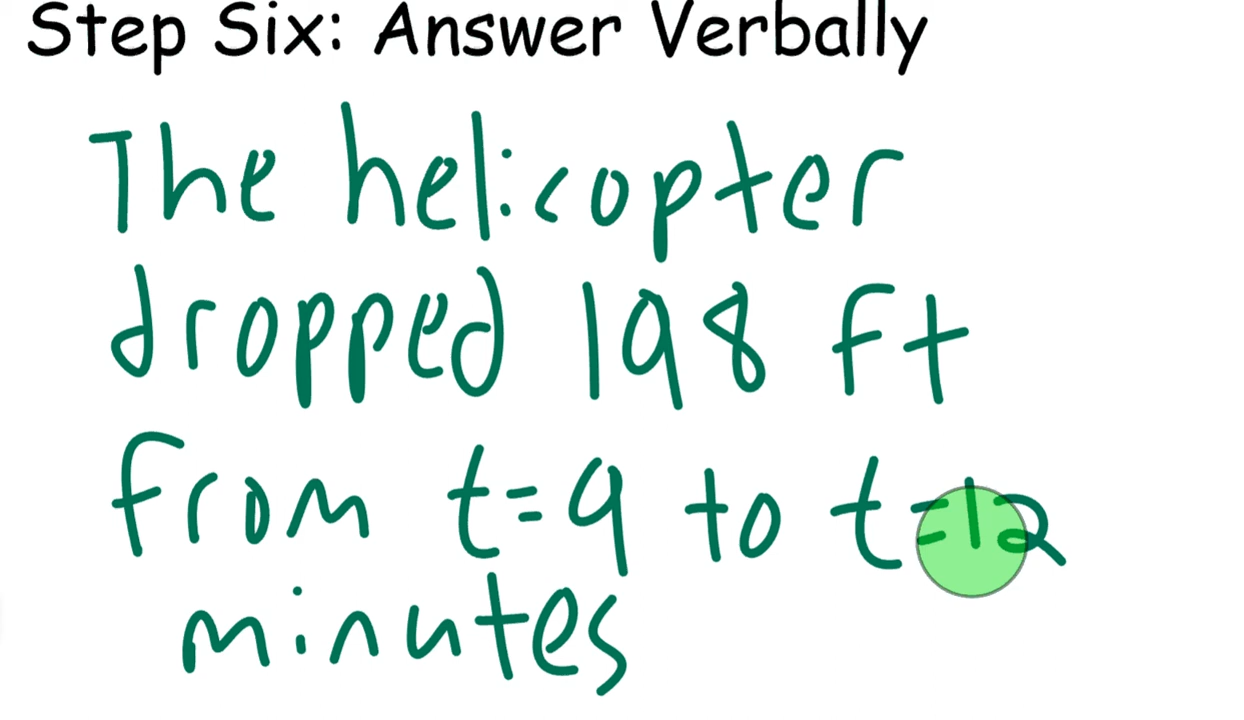 Step Six: Answer Verbally
The helicopter
dropped 198 ft
from t=9 to t=12
minutes